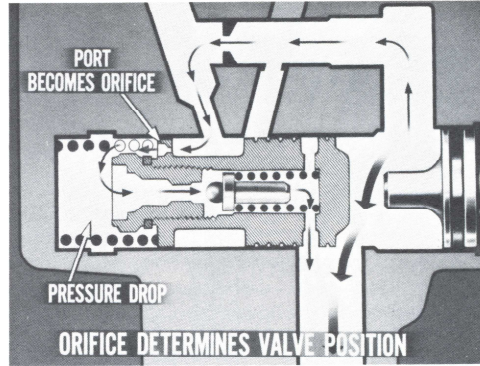 PORT
BECOMES ORIFICE
PRESSURE DROP
ORIFICE DETERMINES VALVE POSITION